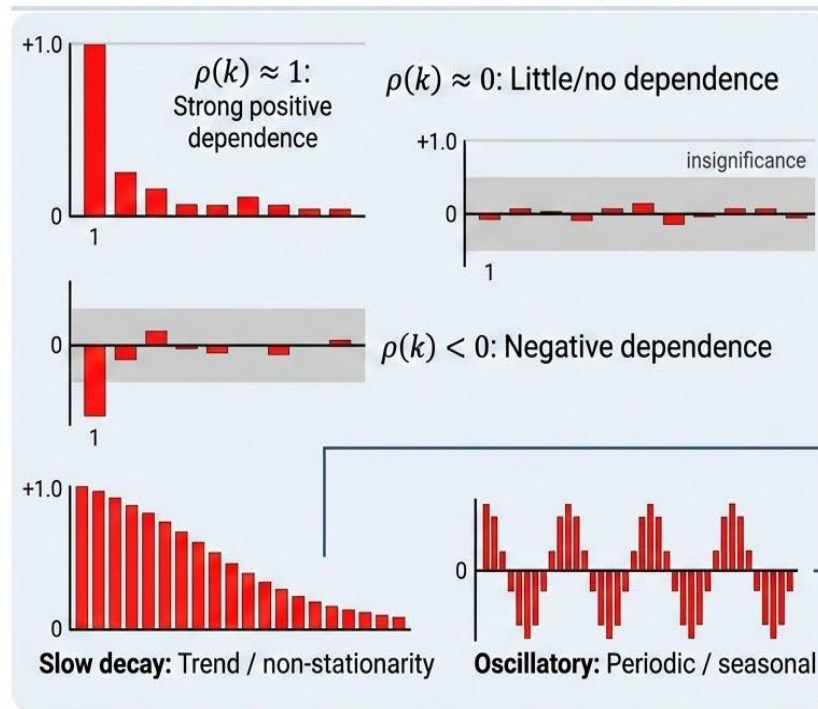 +1.0
ρ(k) ≈ 1:
Strong positive
dependence
0
1
ρ(k) ≈ 0: Little/no dependence
+1.0
insignificance
0
1
0
1
ρ(k) < 0: Negative dependence
+1.0
0
Slow decay: Trend / non-stationarity
0
Oscillatory: Periodic / seasonal